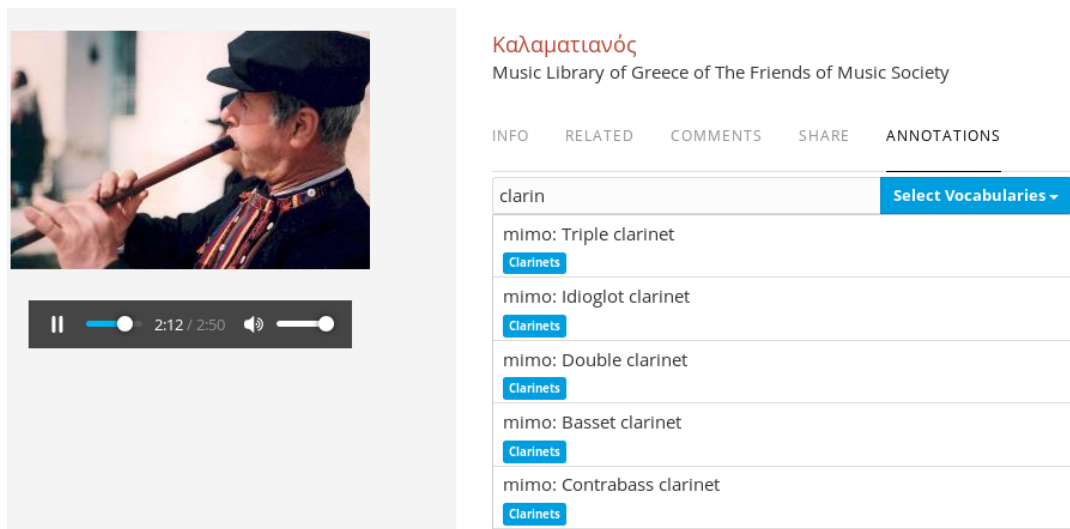 Καλαματιανός
Music Library of Greece of The Friends of Music Society
INFO RELATED COMMENTS SHARE ANNOTATIONS
clarin Select Vocabularies
mimo: Triple clarinet
Clarinets
mimo: Idioglot clarinet
Clarinets
mimo: Double clarinet
Clarinets
mimo: Basset clarinet
Clarinets
mimo: Contrabass clarinet
Clarinets
2:12 / 2:50